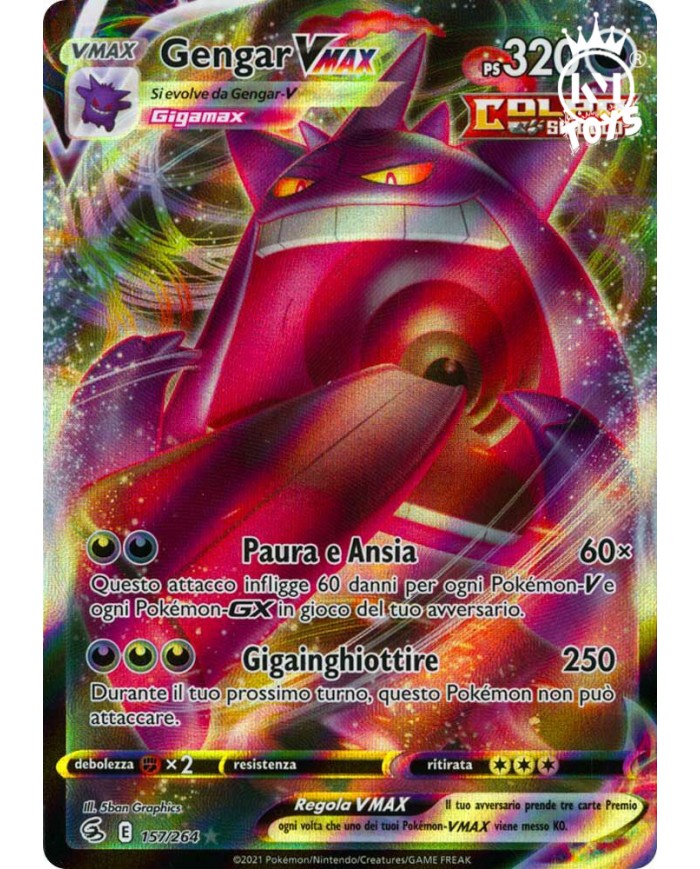 VMAX
Gengar VMAX
PS 320
Si evolve da Gengar-V
Gigamax
COLPO
TOYS
®
Paura e Ansia 60×
Questo attacco infligge 60 danni per ogni Pokémon-V e
ogni Pokémon-GX in gioco del tuo avversario.
Gigainghiottire 250
Durante il tuo prossimo turno, questo Pokémon non può
attaccare.
debolezza ×2 resistenza ritirata
Ill. 5ban Graphics
Regola VMAX Il tuo avversario prende tre carte Premio
ogni volta che uno dei tuoi Pokémon-VMAX viene messo KO.
E 157/264
©2021 Pokémon/Nintendo/Creatures/GAME FREAK